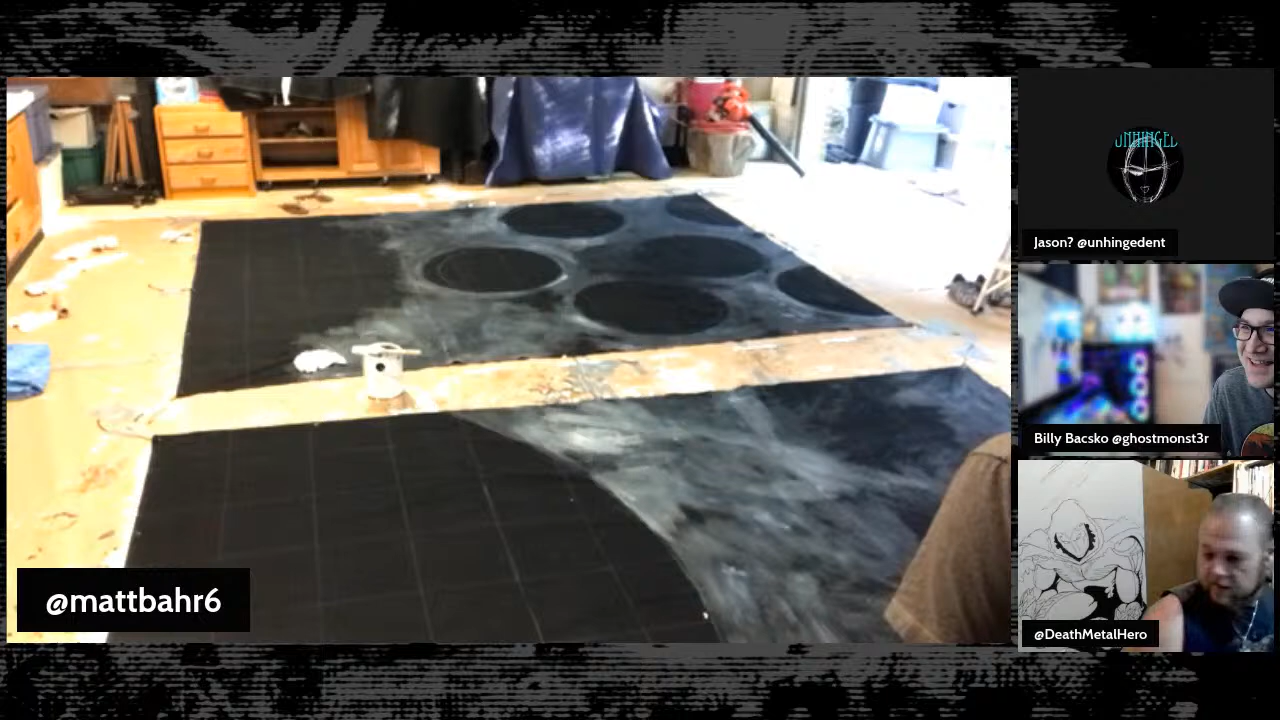 @mattbahr6
UNHINGED
Jason? @unhingedent
Billy Bacsko @ghostmonst3r
@DeathMetalHero